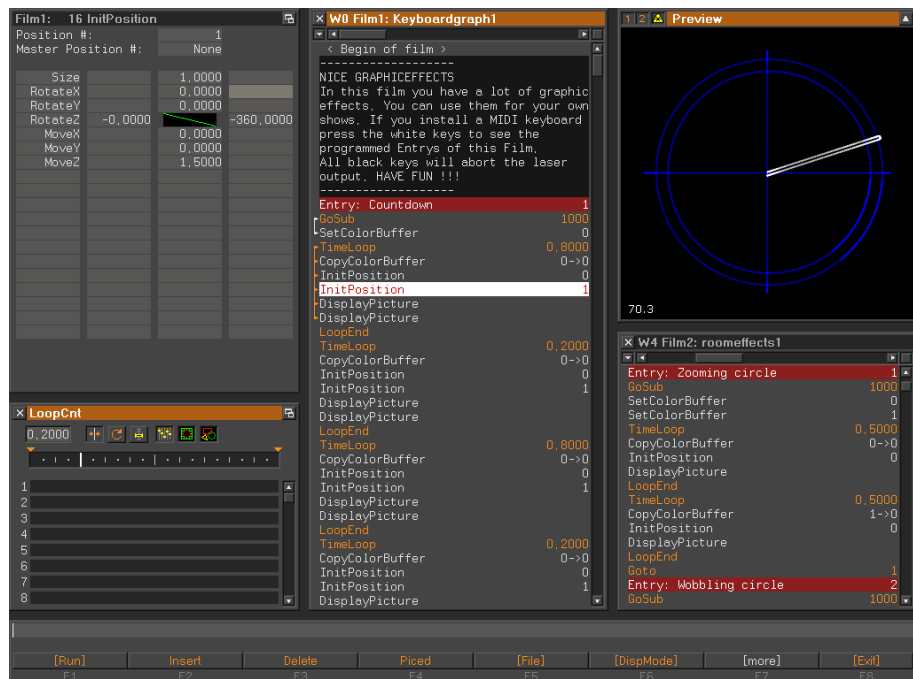 Film1: 16 InitPosition
Position #: 1
Master Position #: None
Size 1,0000
RotateX 0,0000
RotateY 0,0000
RotateZ -0,0000 -360,0000
MoveX 0,0000
MoveY 0,0000
MoveZ 1,5000
LoopCnt
0,2000
1
2
3
4
5
6
7
8
W0 Film1: Keyboardgraph1
< Begin of film >
-------------------
NICE GRAPHICEFFECTS
In this film you have a lot of graphic
effects, You can use them for your own
shows, If you install a MIDI keyboard
press the white keys to see the
programmed Entrys of this Film,
All black keys will abort the laser
output, HAVE FUN !!!
-------------------
Entry: Countdown 1
GoSub 1000
SetColorBuffer 0
TimeLoop 0,8000
CopyColorBuffer 0->0
InitPosition 0
InitPosition 1
DisplayPicture
DisplayPicture
LoopEnd
TimeLoop 0,2000
CopyColorBuffer 0->0
InitPosition 0
InitPosition 1
DisplayPicture
DisplayPicture
LoopEnd
TimeLoop 0,8000
CopyColorBuffer 0->0
InitPosition 0
InitPosition 1
DisplayPicture
DisplayPicture
LoopEnd
TimeLoop 0,2000
CopyColorBuffer 0->0
InitPosition 0
InitPosition 1
DisplayPicture
1 2 Preview
70.3
W4 Film2: roomeffects1
Entry: Zooming circle 1
GoSub 1000
SetColorBuffer 0
SetColorBuffer 1
TimeLoop 0,5000
CopyColorBuffer 0->0
InitPosition 0
DisplayPicture
LoopEnd
TimeLoop 0,5000
CopyColorBuffer 1->0
InitPosition 0
DisplayPicture
LoopEnd
Goto 1
Entry: Wobbling circle 2
GoSub 1000
[Run] Insert Delete Piced [File] [DispMode] [more] [Exit]
F1 F2 F3 F4 F5 F6 F7 F8